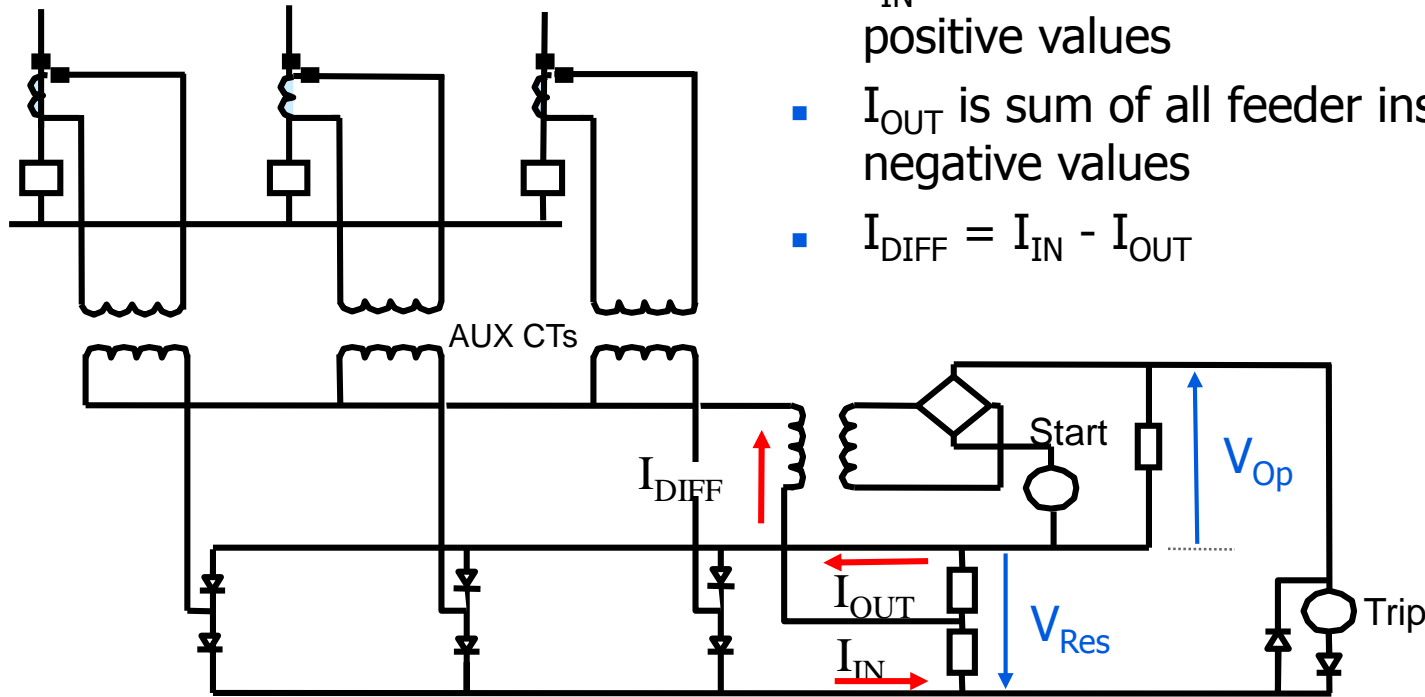 IN
positive values
▪ I_OUT is sum of all feeder ins
negative values
▪ I_DIFF = I_IN - I_OUT
AUX CTs
Start
V_Op
I_DIFF
I_OUT
V_Res
Trip
I_IN